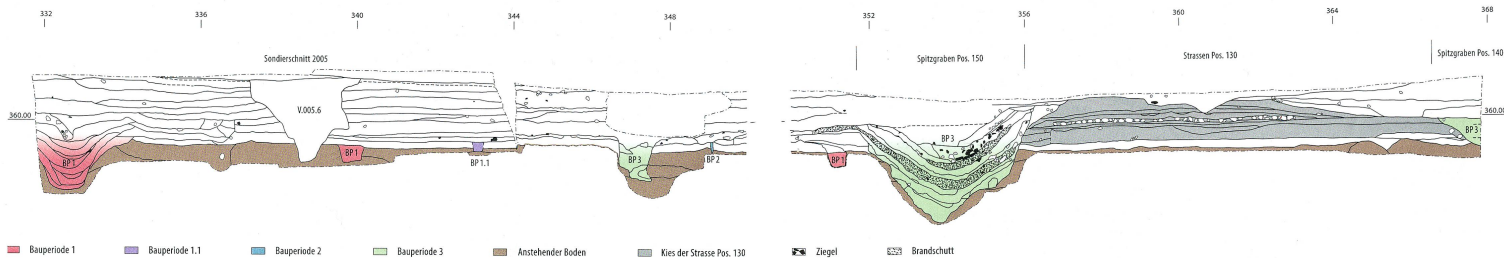 332 336 340 344 348 352 356 360 364 368
Sondierschnitt 2005 Spitzgraben Pos. 150 Strassen Pos. 130 Spitzgraben Pos. 140
V.005.6
360.00 360.00
BP 3 BP 3
BP 1 BP 1 BP 1.1 BP 3 BP 2 BP 1
Bauperiode 1 Bauperiode 1.1 Bauperiode 2 Bauperiode 3 Anstehender Boden Kies der Strasse Pos. 130 Ziegel Brandschutt